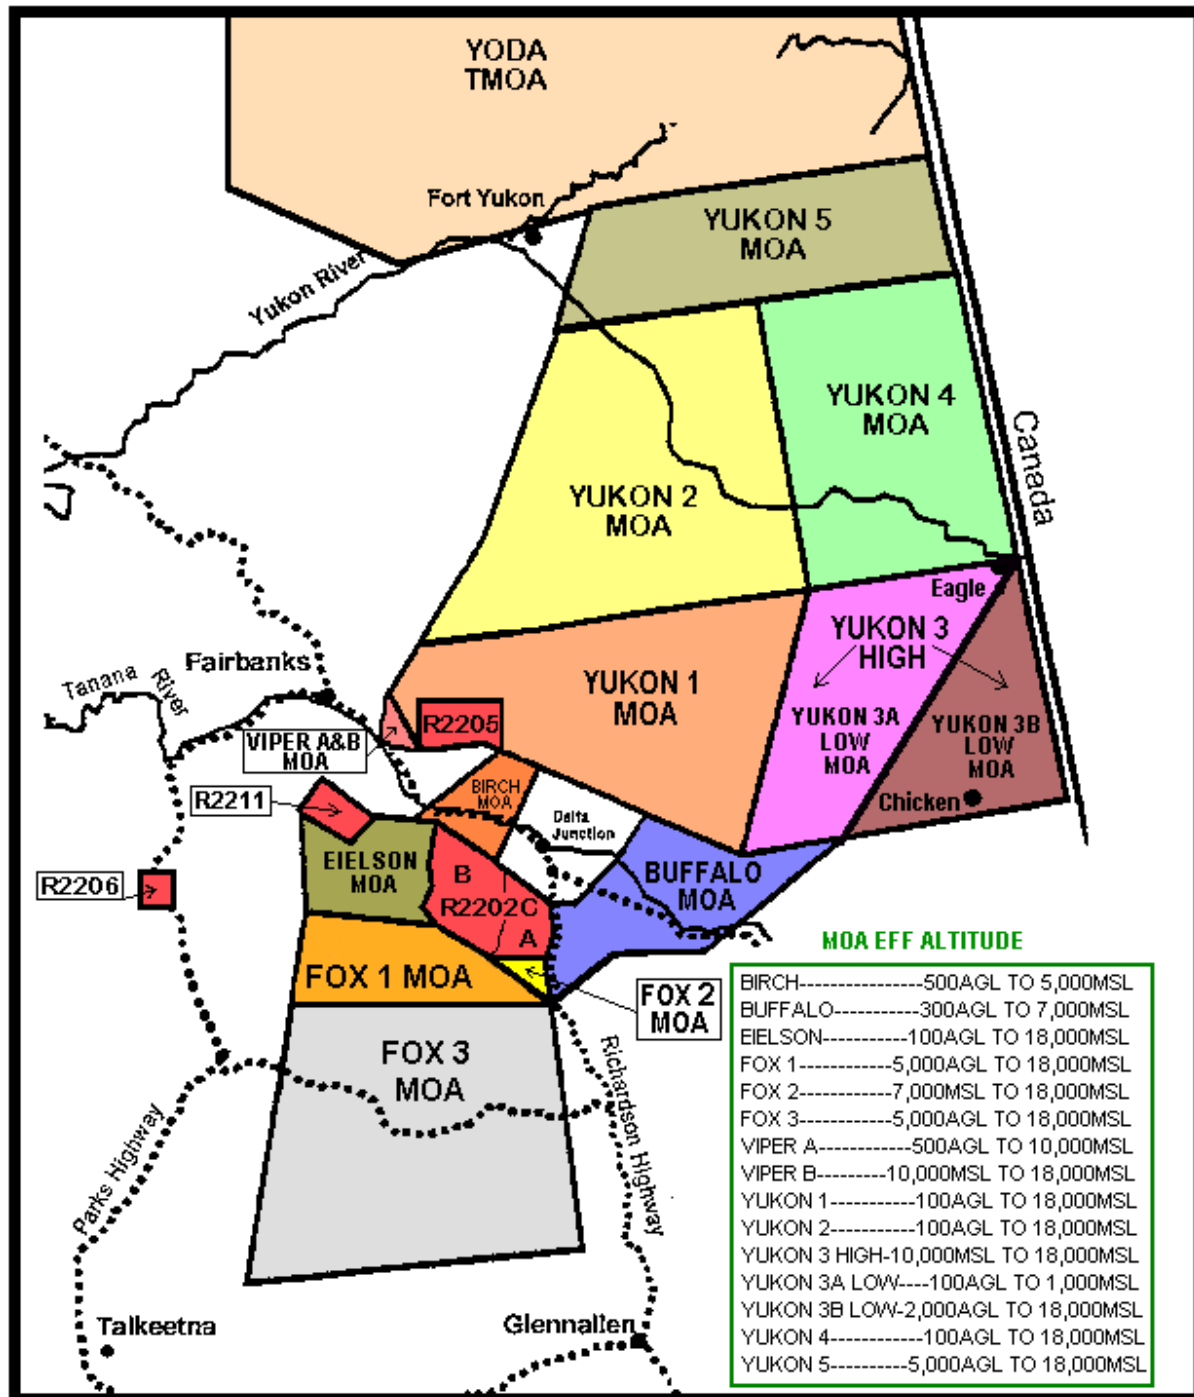 YODA
TMOA
Fort Yukon
YUKON 5
MOA
Yukon River
YUKON 4
MOA
Canada
YUKON 2
MOA
Eagle
YUKON 3
HIGH
Fairbanks
Tanana River
YUKON 1
MOA
R2205
YUKON 3A
LOW
MOA
YUKON 3B
LOW
MOA
VIPER A&B
MOA
BIRCH
MOA
R2211
Chicken
Delta
Junction
EIELSON
MOA
B
R2202C
A
BUFFALO
MOA
R2206
FOX 1 MOA
FOX 2
MOA
FOX 3
MOA
Richardson Highway
Parks Highway
Talkeetna
Glennallen
MOA EFF ALTITUDE
BIRCH-----------------500AGL TO 5,000MSL
BUFFALO------------300AGL TO 7,000MSL
EIELSON------------100AGL TO 18,000MSL
FOX 1-------------5,000AGL TO 18,000MSL
FOX 2-------------7,000MSL TO 18,000MSL
FOX 3-------------5,000AGL TO 18,000MSL
VIPER A------------500AGL TO 10,000MSL
VIPER B----------10,000MSL TO 18,000MSL
YUKON 1------------100AGL TO 18,000MSL
YUKON 2-----------100AGL TO 18,000MSL
YUKON 3 HIGH-10,000MSL TO 18,000MSL
YUKON 3A LOW----100AGL TO 1,000MSL
YUKON 3B LOW-2,000AGL TO 18,000MSL
YUKON 4-------------100AGL TO 18,000MSL
YUKON 5-----------5,000AGL TO 18,000MSL